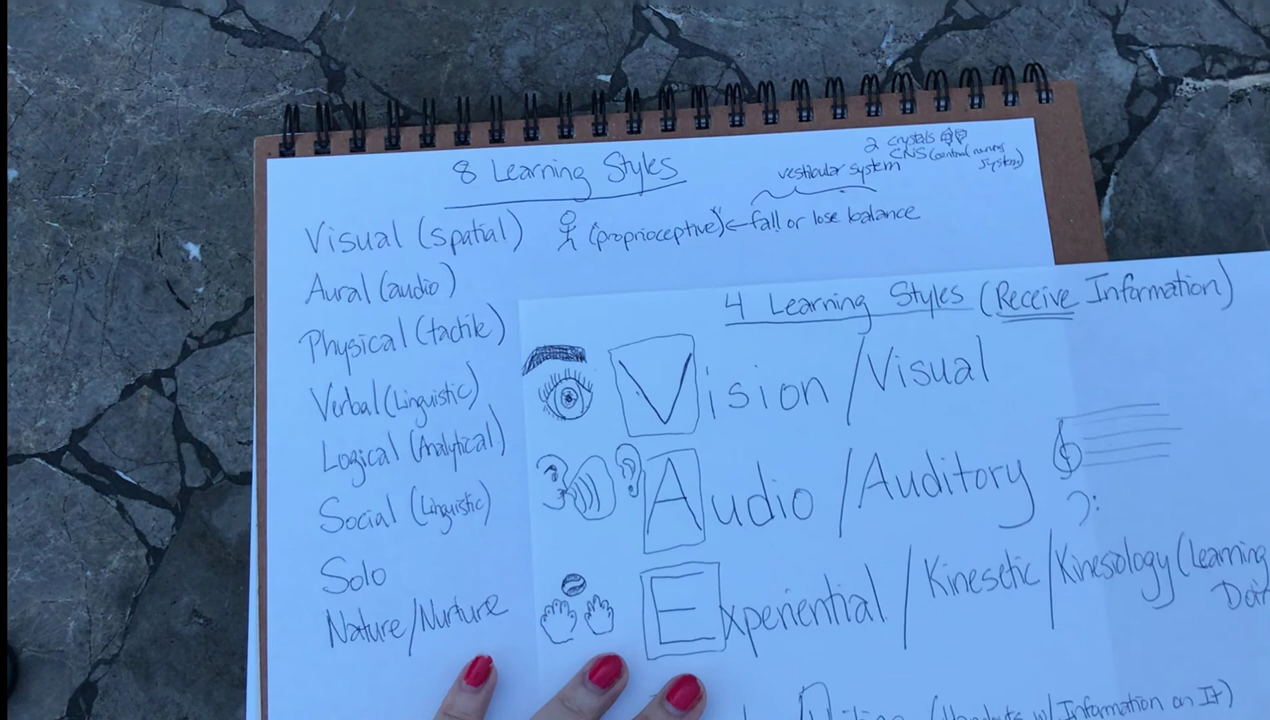 8 Learning Styles
2 crystals
CNS (central nervous system)
vestibular system
Visual (spatial) (proprioceptive) ← fall or lose balance
Aural (audio)
Physical (tactile)
Verbal (Linguistic)
Logical (Analytical)
Social (Linguistic)
Solo
Nature/Nurture
4 Learning Styles (Receive Information)
Vision / Visual
Audio / Auditory
Experiential / Kinesetic / Kinesology (Learning
w/ Information on It)